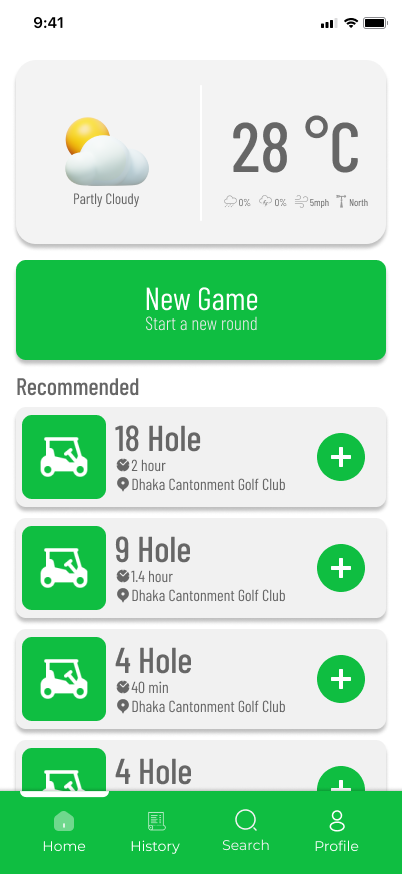 9:41
28 °C
Partly Cloudy
0% 0% 5mph North
New Game
Start a new round
Recommended
18 Hole
2 hour
Dhaka Cantonment Golf Club
9 Hole
1.4 hour
Dhaka Cantonment Golf Club
4 Hole
40 min
Dhaka Cantonment Golf Club
4 Hole
Home History Search Profile